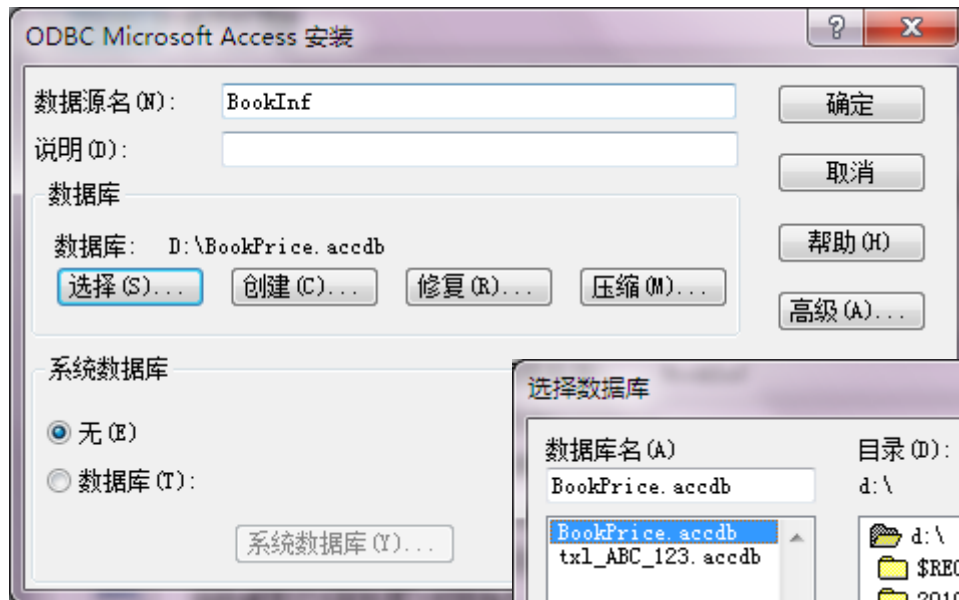 ODBC Microsoft Access 安装
数据源名(N): BookInf 确定
说明(D): 取消
数据库
数据库: D:\BookPrice.accdb 帮助(H)
选择(S)... 创建(C)... 修复(R)... 压缩(M)... 高级(A)...
系统数据库
无(E)
数据库(T):
系统数据库(Y)...
选择数据库
数据库名(A) 目录(D):
BookPrice.accdb d:\
BookPrice.accdb d:\
txl_ABC_123.accdb $REC
2010